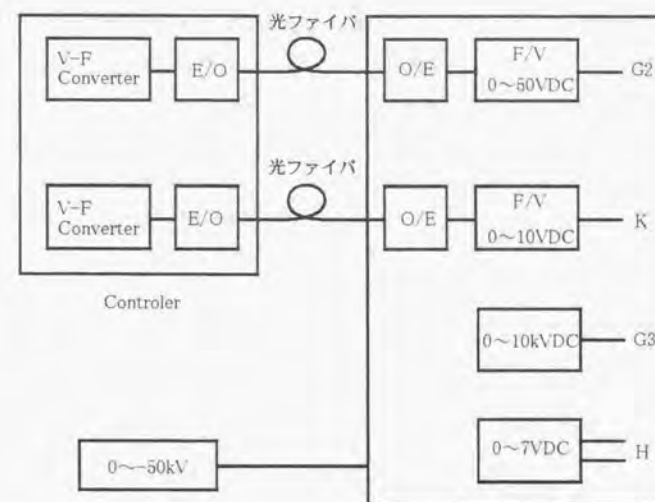 光ファイバ
V-F
Converter
E/O
O/E
F/V
0～50VDC
G2
光ファイバ
V-F
Converter
E/O
O/E
F/V
0～10VDC
K
Controler
0～10kVDC
G3
0～7VDC
H
0～-50kV